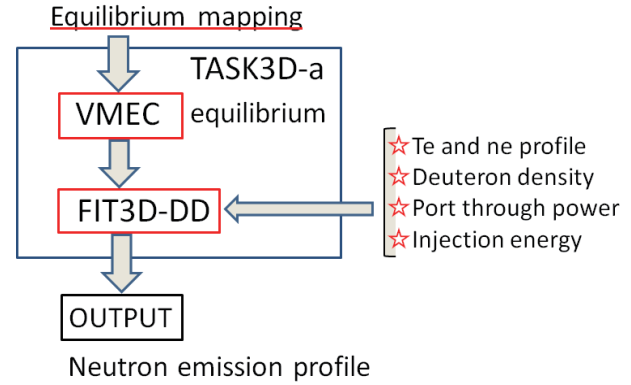 Equilibrium mapping
TASK3D-a
VMEC
equilibrium
FIT3D-DD
☆Te and ne profile
☆Deuteron density
☆Port through power
☆Injection energy
OUTPUT
Neutron emission profile